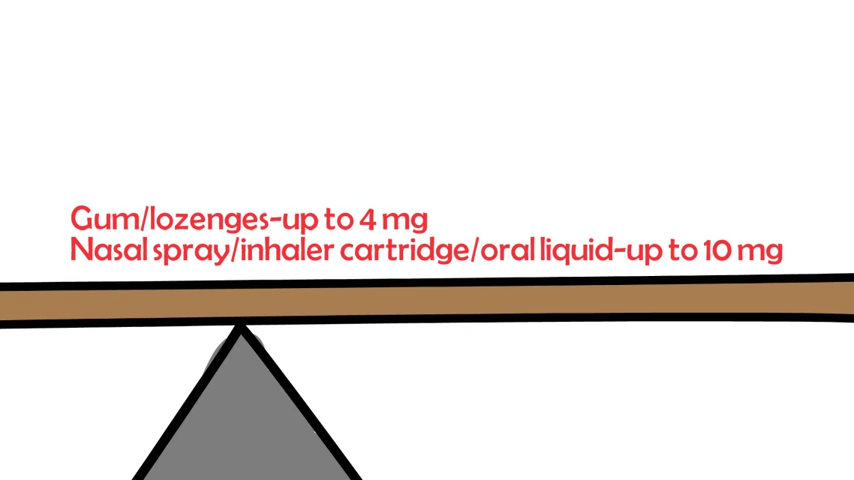 Gum/lozenges-up to 4 mg
Nasal spray/inhaler cartridge/oral liquid-up to 10 mg